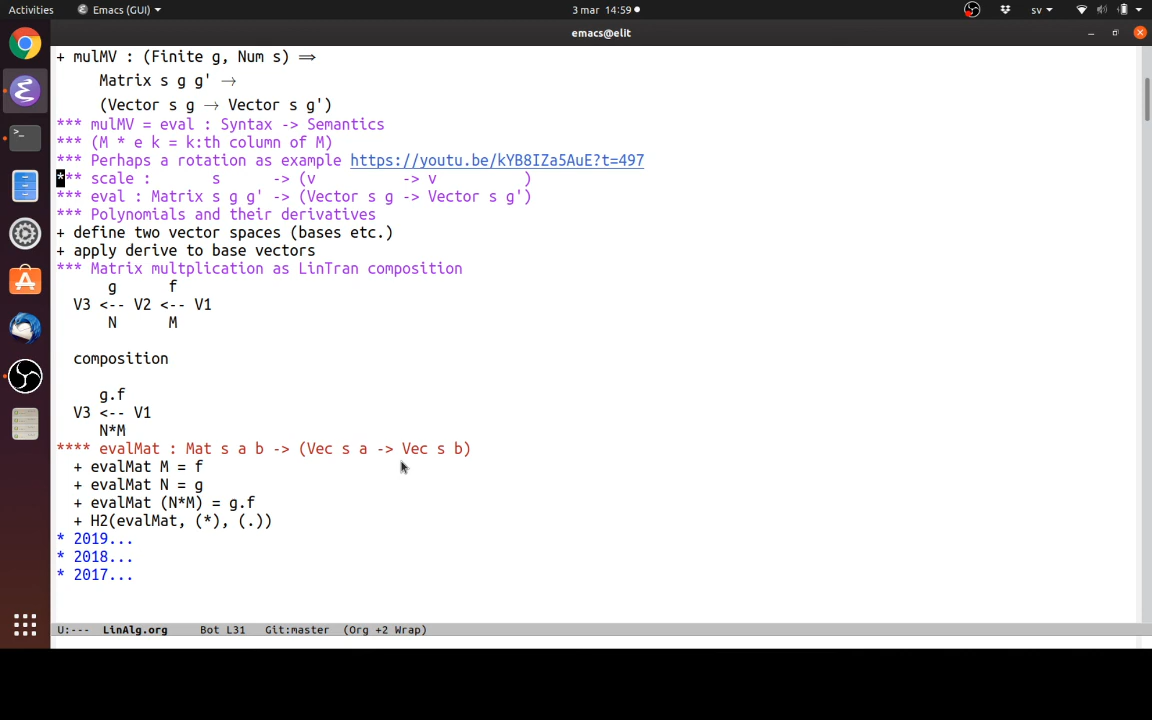 Activities Emacs (GUI) 3 mar 14:59 sv
emacs@elit
+ mulMV : (Finite g, Num s) ⟹
Matrix s g g' →
(Vector s g → Vector s g')
*** mulMV = eval : Syntax -> Semantics
*** (M * e k = k:th column of M)
*** Perhaps a rotation as example https://youtu.be/kYB8IZa5AuE?t=497
*** scale : s -> (v -> v )
*** eval : Matrix s g g' -> (Vector s g -> Vector s g')
*** Polynomials and their derivatives
+ define two vector spaces (bases etc.)
+ apply derive to base vectors
*** Matrix multplication as LinTran composition
g f
V3 <-- V2 <-- V1
N M
composition
g.f
V3 <-- V1
N*M
**** evalMat : Mat s a b -> (Vec s a -> Vec s b)
+ evalMat M = f
+ evalMat N = g
+ evalMat (N*M) = g.f
+ H2(evalMat, (*), (.))
* 2019...
* 2018...
* 2017...
U:--- LinAlg.org Bot L31 Git:master (Org +2 Wrap)